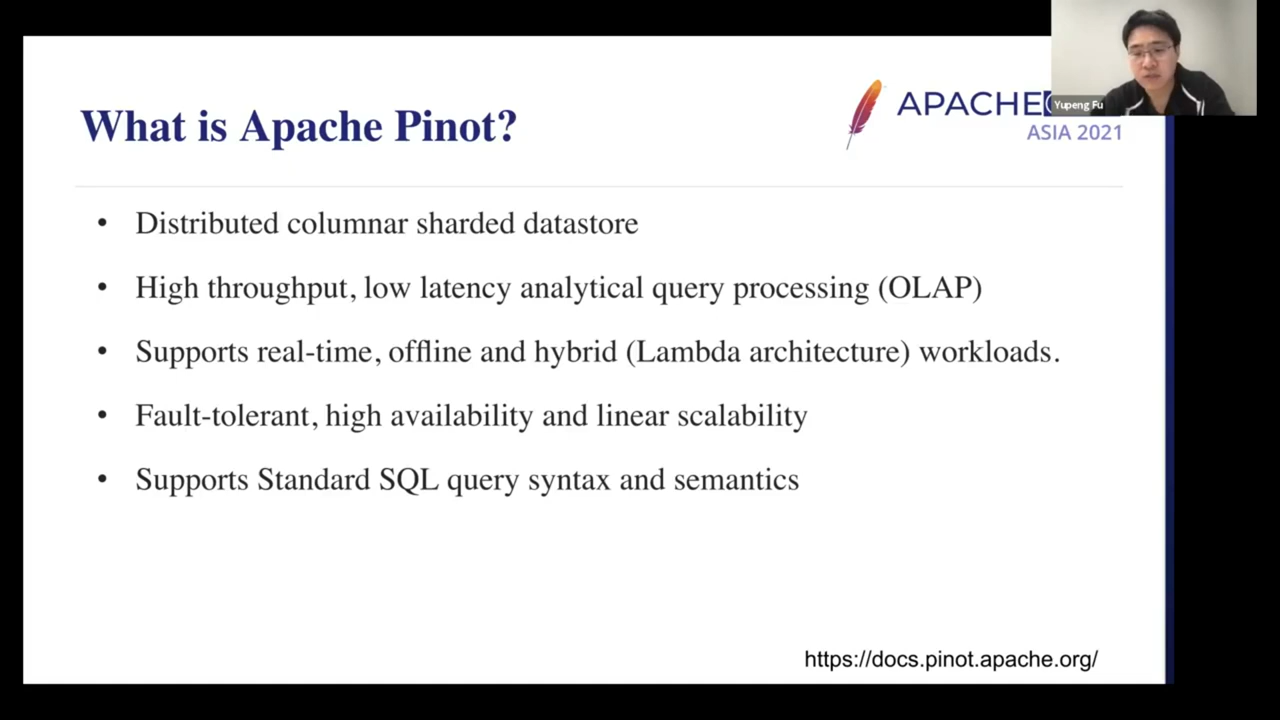 What is Apache Pinot?
APACHE
ASIA 2021
Yupeng Fu
• Distributed columnar sharded datastore
• High throughput, low latency analytical query processing (OLAP)
• Supports real-time, offline and hybrid (Lambda architecture) workloads.
• Fault-tolerant, high availability and linear scalability
• Supports Standard SQL query syntax and semantics
https://docs.pinot.apache.org/